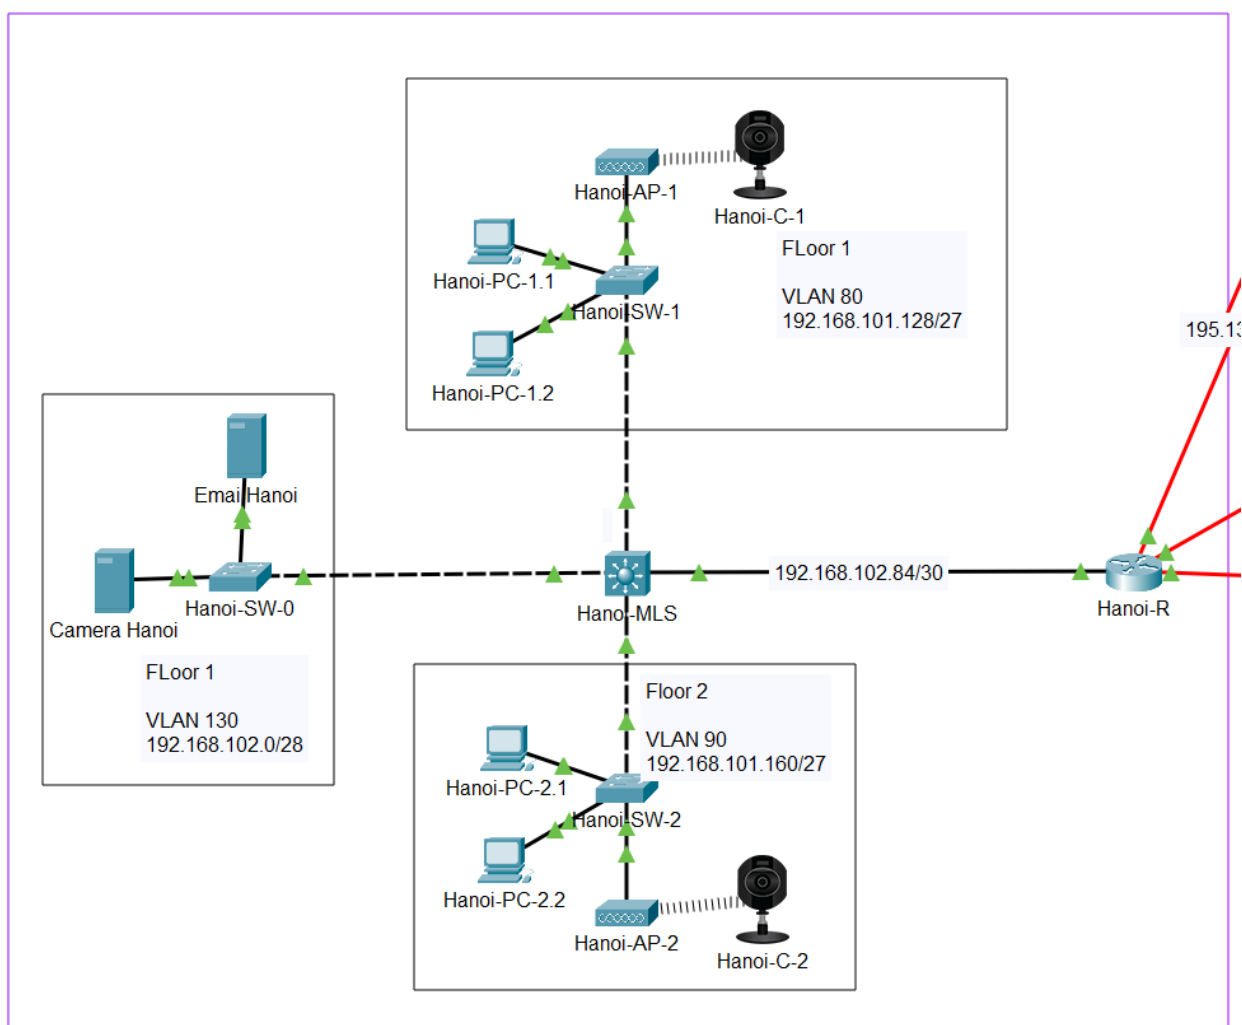 Hanoi-AP-1
Hanoi-C-1
Hanoi-PC-1.1
FLoor 1
VLAN 80
192.168.101.128/27
Hanoi-SW-1
Hanoi-PC-1.2
195.13
Emai Hanoi
Hanoi-SW-0
Camera Hanoi
FLoor 1
VLAN 130
192.168.102.0/28
Hanoi-MLS
192.168.102.84/30
Hanoi-R
Floor 2
VLAN 90
192.168.101.160/27
Hanoi-PC-2.1
Hanoi-SW-2
Hanoi-PC-2.2
Hanoi-AP-2
Hanoi-C-2